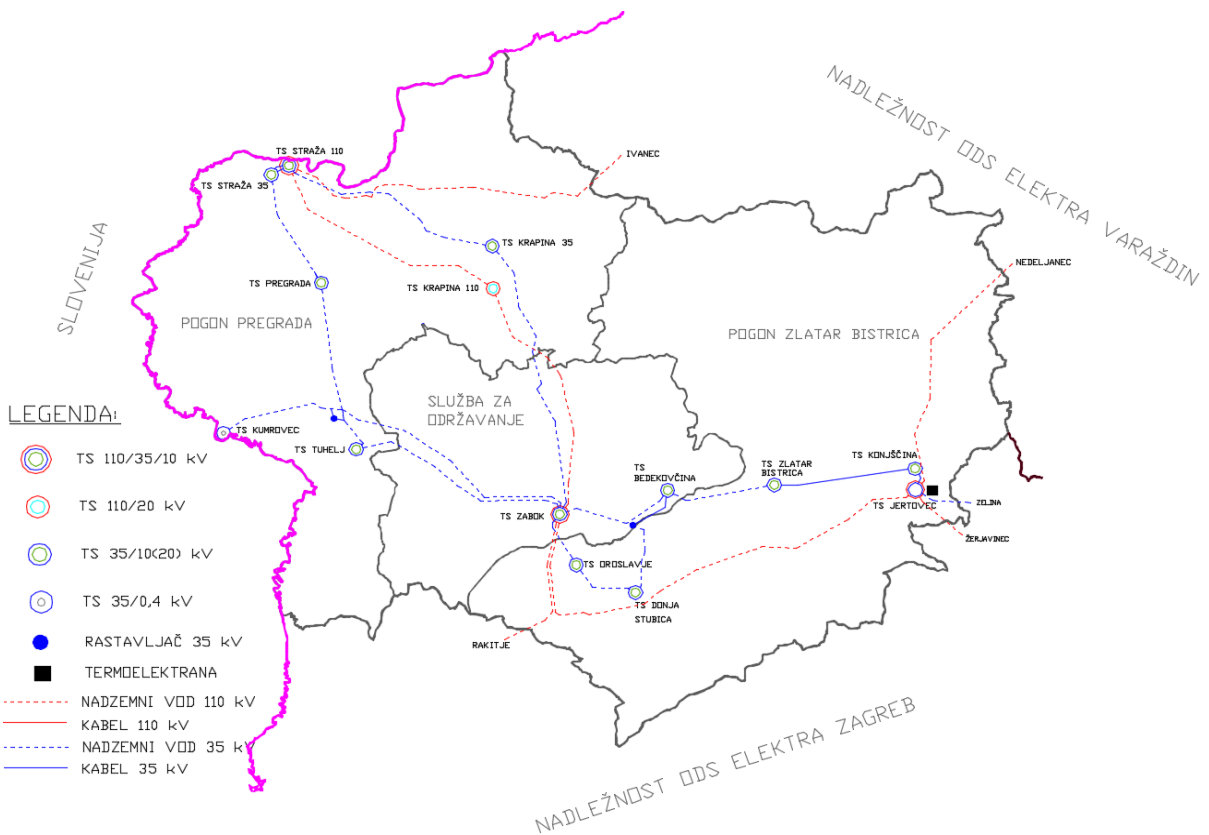 NADLEŽNOST ODS ELEKTRA VARAŽDIN
TS STRAŽA 110
IVANEC
TS STRAŽA 35
SLOVENIJA
TS KRAPINA 35
NEDELJANEC
TS PREGRADA
TS KRAPINA 110
POGON PREGRADA
POGON ZLATAR BISTRICA
SLUŽBA ZA
ODRŽAVANJE
LEGENDA:
TS KUMROVEC
TS TUHELJ
TS 110/35/10 kV
TS
BEDEKOVČINA
TS ZLATAR
BISTRICA
TS KONJŠČINA
TS 110/20 kV
TS ZABOK
TS JERTOVEC
ZELINA
ŽERJAVINEC
TS 35/10(20) kV
TS OROSLAVJE
TS 35/0,4 kV
TS DONJA
STUBICA
RASTAVLJAČ 35 kV
RAKITJE
TERMOELEKTRANA
NADZEMNI VOD 110 kV
KABEL 110 kV
NADZEMNI VOD 35 kV
KABEL 35 kV
NADLEŽNOST ODS ELEKTRA ZAGREB